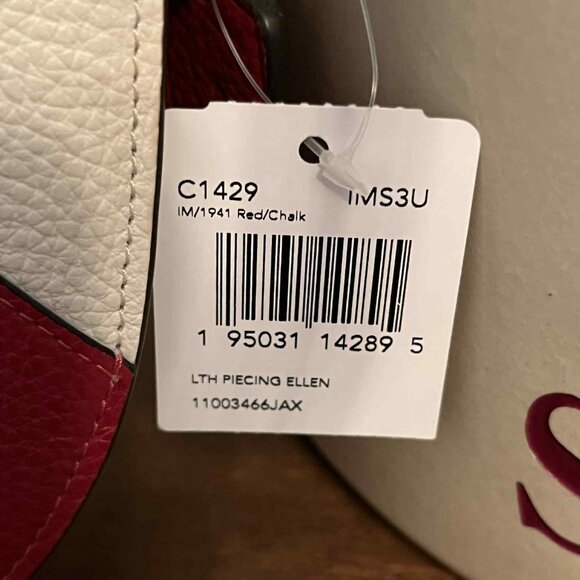 C1429 IMS3U
IM/1941 Red/Chalk
1 95031 14289 5
LTH PIECING ELLEN
11003466JAX
S